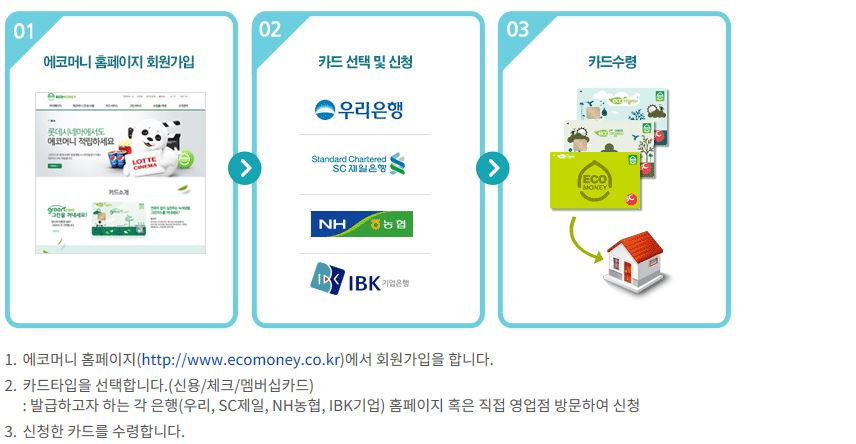 01
에코머니 홈페이지 회원가입
ECOMONEY
롯데시네마에서도
에코머니 적립하세요
LOTTE
CINEMA
카드소개
green
그린을 꺼내세요!
02
카드 선택 및 신청
우리은행
Standard Chartered
SC제일은행
NH 농협
IBK 기업은행
03
카드수령
ECO
ECO
ECO
MONEY
1. 에코머니 홈페이지(http://www.ecomoney.co.kr)에서 회원가입을 합니다.
2. 카드타입을 선택합니다.(신용/체크/멤버십카드)
: 발급하고자 하는 각 은행(우리, SC제일, NH농협, IBK기업) 홈페이지 혹은 직접 영업점 방문하여 신청
3. 신청한 카드를 수령합니다.